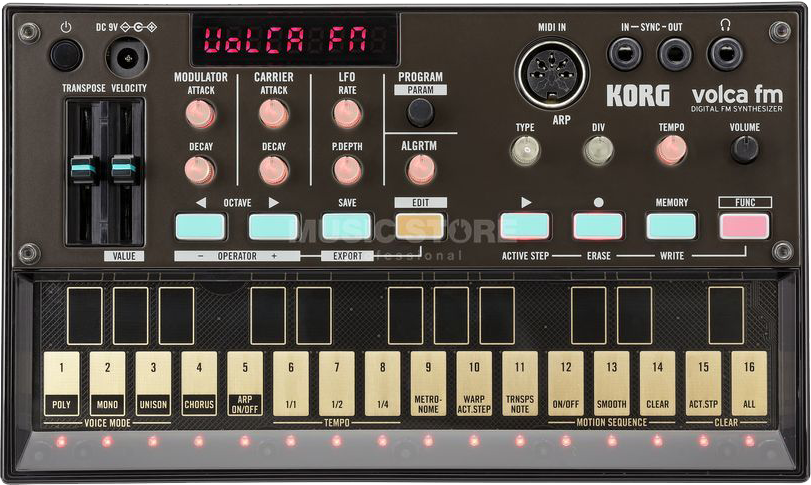 DC 9V
VoLCA FM
MIDI IN
IN — SYNC — OUT
TRANSPOSE VELOCITY
MODULATOR
ATTACK
CARRIER
ATTACK
LFO
RATE
PROGRAM
PARAM
KORG
volca fm
DIGITAL FM SYNTHESIZER
ARP
TYPE
DIV
TEMPO
VOLUME
DECAY
DECAY
P.DEPTH
ALGRTM
OCTAVE
SAVE
EDIT
MEMORY
FUNC
MUSIC STORE
professional
VALUE
− OPERATOR +
EXPORT
ACTIVE STEP
ERASE
WRITE
1 2 3 4 5 6 7 8 9 10 11 12 13 14 15 16
POLY
MONO
UNISON
CHORUS
ARP
ON/OFF
1/1
1/2
1/4
METRO-
NOME
WARP
ACT.STEP
TRNSPS
NOTE
ON/OFF
SMOOTH
CLEAR
ACT.STP
ALL
VOICE MODE
TEMPO
MOTION SEQUENCE
CLEAR